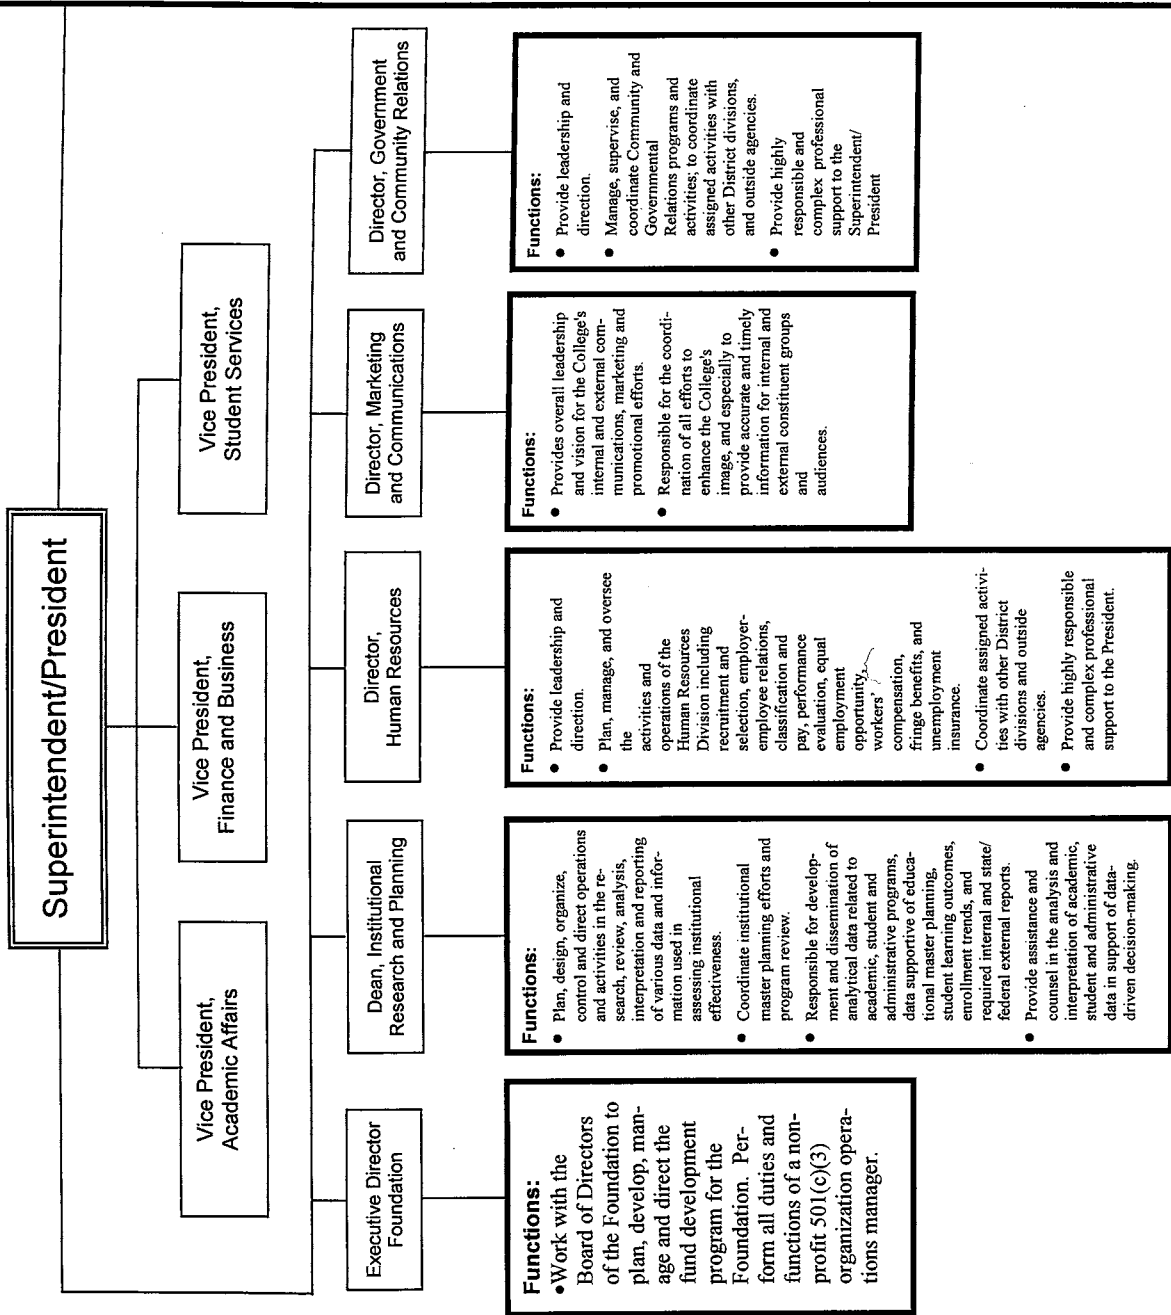 Superintendent/President
Vice President,
Academic Affairs
Vice President,
Finance and Business
Vice President,
Student Services
Executive Director
Foundation
Dean, Institutional
Research and Planning
Director,
Human Resources
Director, Marketing
and Communications
Director, Government
and Community Relations
Functions:
•Work with the
Board of Directors
of the Foundation to
plan, develop, man-
age and direct the
fund development
program for the
Foundation. Per-
form all duties and
functions of a non-
profit 501(c)(3)
organization opera-
tions manager.
Functions:
• Plan, design, organize,
control and direct operations
and activities in the re-
search, review, analysis,
interpretation and reporting
of various data and infor-
mation used in
assessing institutional
effectiveness.
• Coordinate institutional
master planning efforts and
program review.
• Responsible for develop-
ment and dissemination of
analytical data related to
academic, student and
administrative programs,
data supportive of educa-
tional master planning,
student learning outcomes,
enrollment trends, and
required internal and state/
federal external reports.
• Provide assistance and
counsel in the analysis and
interpretation of academic,
student and administrative
data in support of data-
driven decision-making.
Functions:
• Provide leadership and
direction.
• Plan, manage, and oversee
the
activities and
operations of the
Human Resources
Division including
recruitment and
selection, employer-
employee relations,
classification and
pay, performance
evaluation, equal
employment
opportunity,
workers'
compensation,
fringe benefits, and
unemployment
insurance.
• Coordinate assigned activi-
ties with other District
divisions and outside
agencies.
• Provide highly responsible
and complex professional
support to the President.
Functions:
• Provides overall leadership
and vision for the College's
internal and external com-
munications, marketing and
promotional efforts.
• Responsible for the coordi-
nation of all efforts to
enhance the College's
image, and especially to
provide accurate and timely
information for internal and
external constituent groups
and
audiences.
Functions:
• Provide leadership and
direction.
• Manage, supervise, and
coordinate Community and
Governmental
Relations programs and
activities; to coordinate
assigned activities with
other District divisions,
and outside agencies.
• Provide highly
responsible and
complex professional
support to the
Superintendent/
President